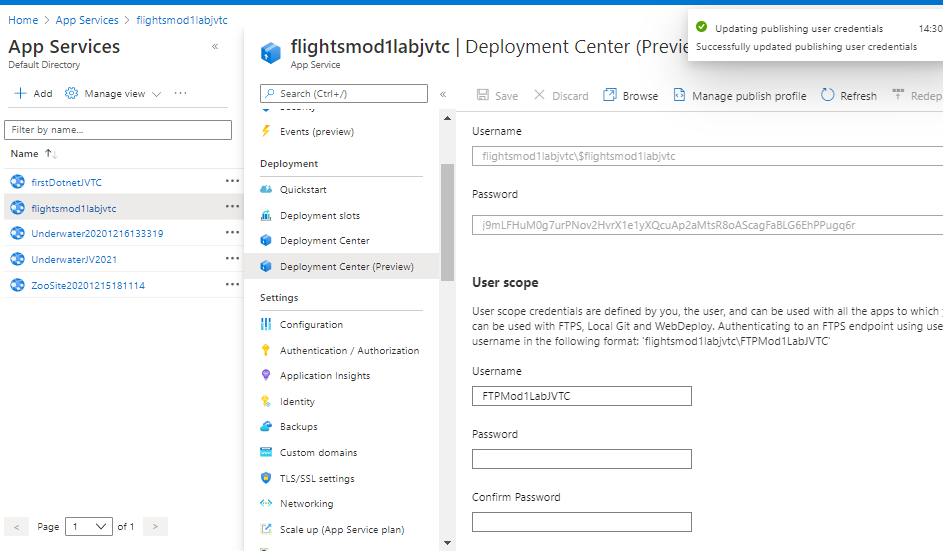 Home > App Services > flightsmod1labjvtc
App Services
Default Directory
Add
Manage view
Filter by name...
Name
firstDotnetJVTC
flightsmod1labjvtc
Underwater20201216133319
UnderwaterJV2021
ZooSite20201215181114
< Page 1 of 1 >
flightsmod1labjvtc | Deployment Center (Previe
App Service
Updating publishing user credentials 14:30
Successfully updated publishing user credentials
Search (Ctrl+/)
Save
Discard
Browse
Manage publish profile
Refresh
Redep
Security
Events (preview)
Deployment
Quickstart
Deployment slots
Deployment Center
Deployment Center (Preview)
Settings
Configuration
Authentication / Authorization
Application Insights
Identity
Backups
Custom domains
TLS/SSL settings
Networking
Scale up (App Service plan)
Username
flightsmod1labjvtc\$flightsmod1labjvtc
Password
j9mLFHuM0g7urPNov2HvrX1e1yXQcuAp2aMtsR8oAScagFaBLG6EhPPugq6r
User scope
User scope credentials are defined by you, the user, and can be used with all the apps to which y
can be used with FTPS, Local Git and WebDeploy. Authenticating to an FTPS endpoint using use
username in the following format: 'flightsmod1labjvtc\FTPMod1LabJVTC'
Username
FTPMod1LabJVTC
Password
Confirm Password